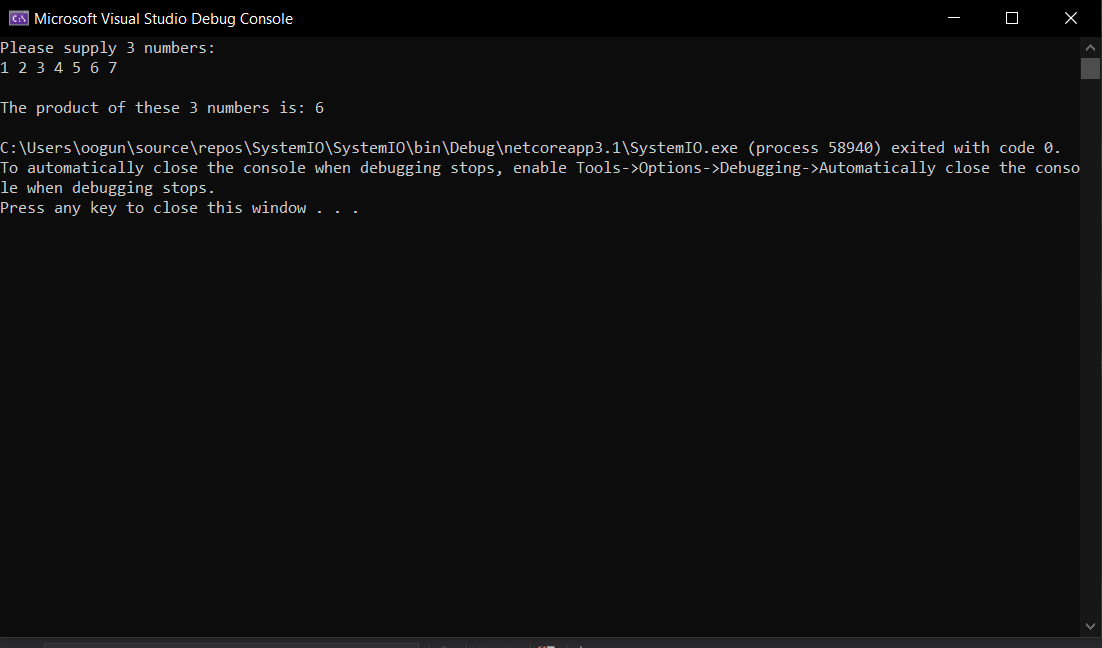 Microsoft Visual Studio Debug Console
Please supply 3 numbers:
1 2 3 4 5 6 7
The product of these 3 numbers is: 6
C:\Users\oogun\source\repos\SystemIO\SystemIO\bin\Debug\netcoreapp3.1\SystemIO.exe (process 58940) exited with code 0.
To automatically close the console when debugging stops, enable Tools->Options->Debugging->Automatically close the conso
le when debugging stops.
Press any key to close this window . . .